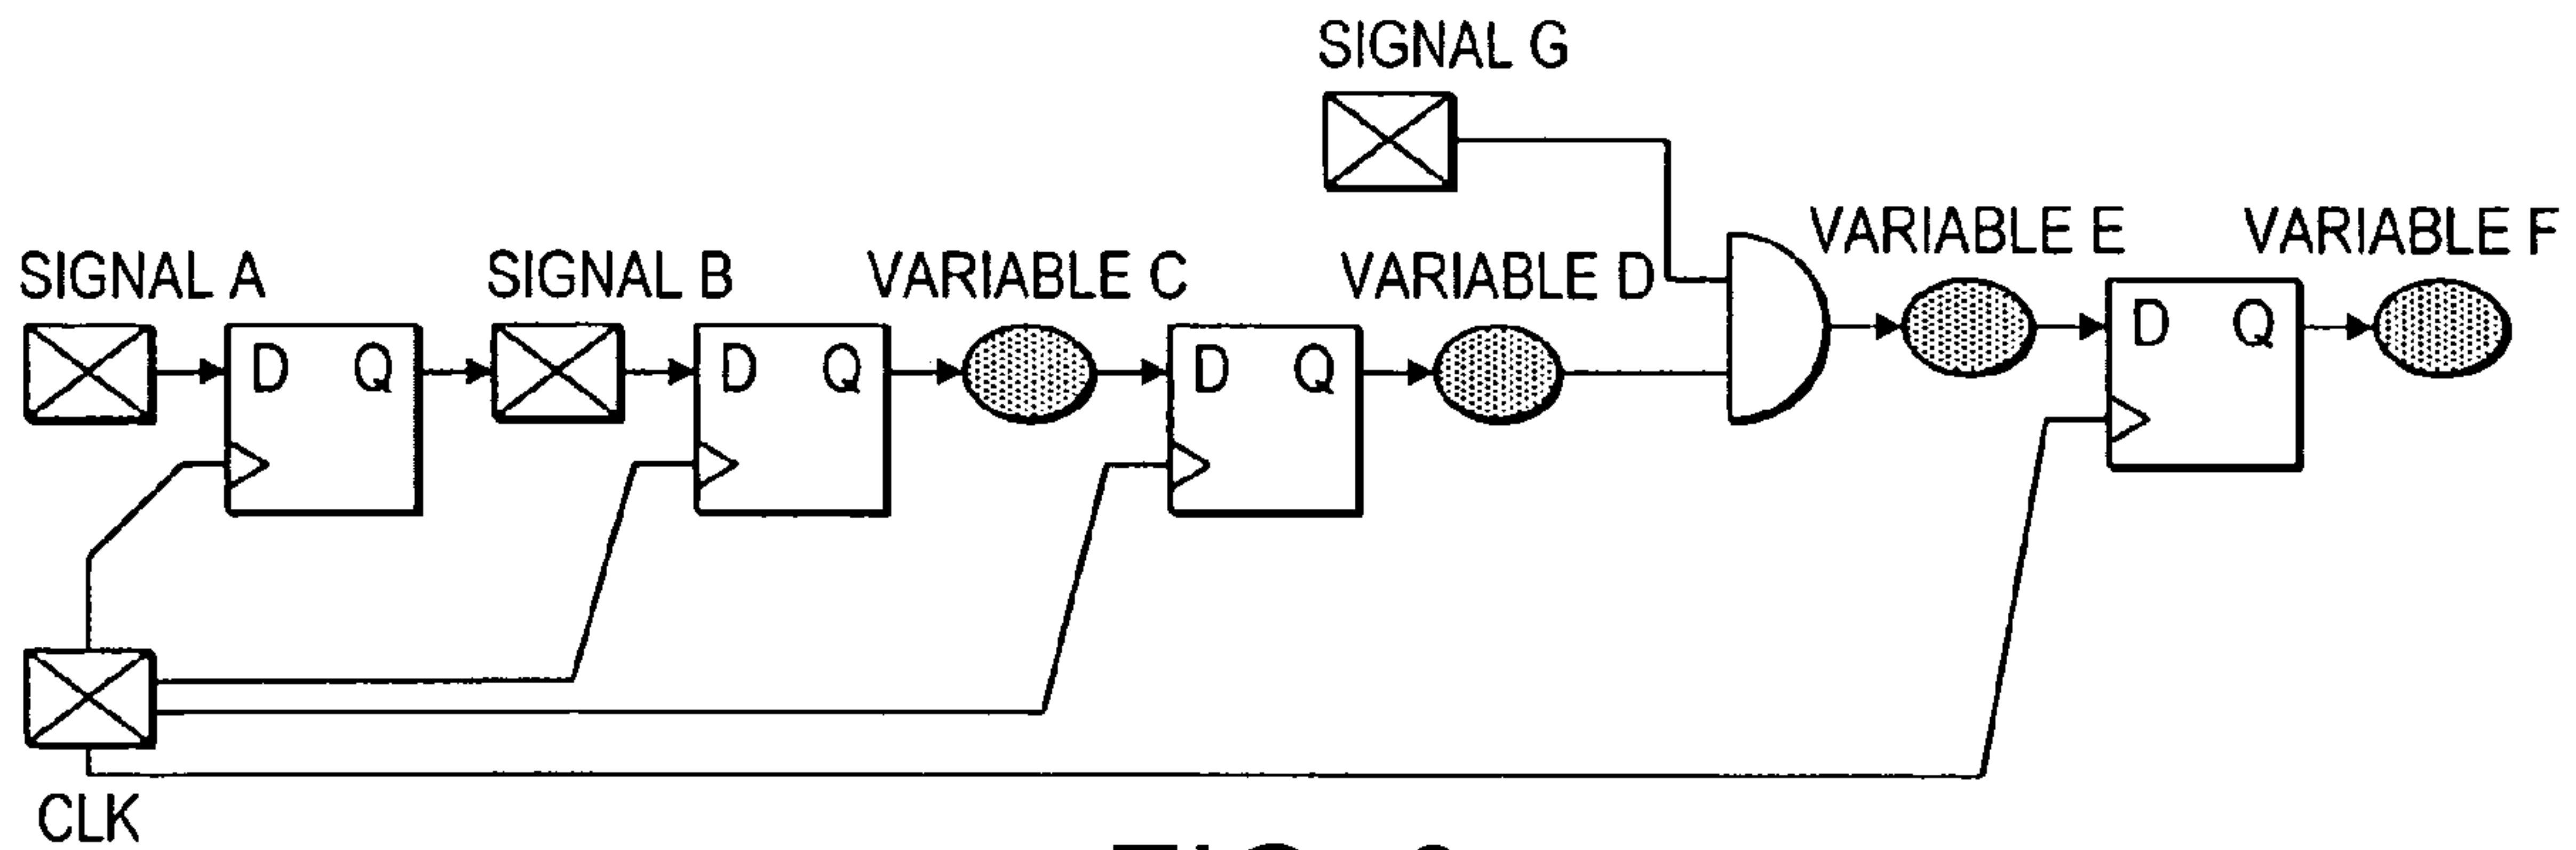 SIGNAL G
SIGNAL A
SIGNAL B
VARIABLE C
VARIABLE D
VARIABLE E
VARIABLE F
D Q
D Q
D Q
D Q
CLK